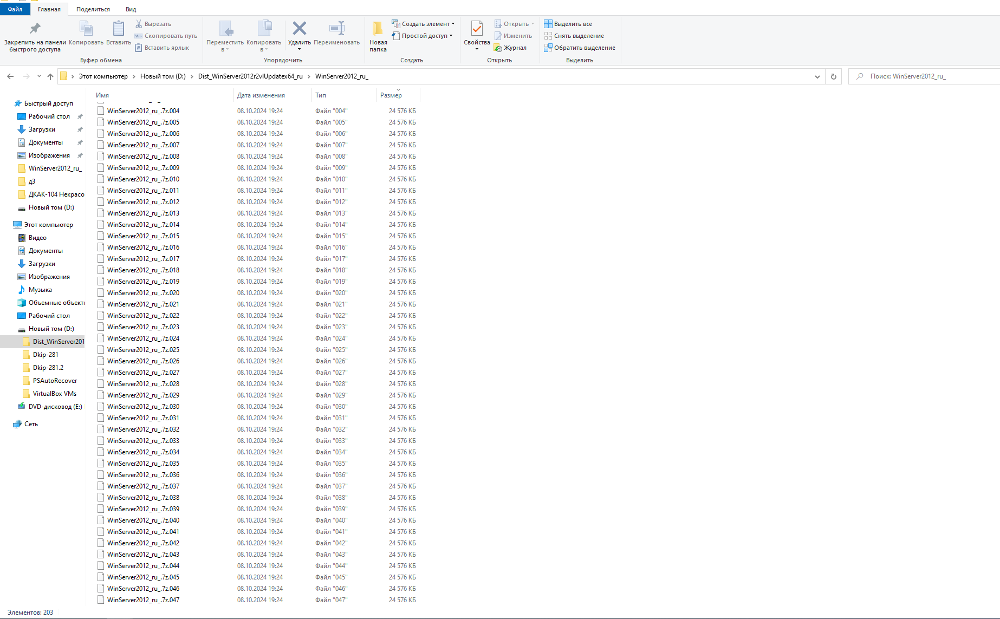 Файл Главная Поделиться Вид
Закрепить на панели быстрого доступа
Копировать
Вставить
Вырезать
Скопировать путь
Вставить ярлык
Буфер обмена
Переместить в
Копировать в
Удалить
Переименовать
Упорядочить
Новая папка
Создать элемент
Простой доступ
Создать
Свойства
Открыть
Изменить
Журнал
Открыть
Выделить все
Снять выделение
Обратить выделение
Выделить
Этот компьютер › Новый том (D:) › Dist_WinServer2012r2vlUpdatex64_ru › WinServer2012_ru_
Поиск: WinServer2012_ru_
Быстрый доступ
Рабочий стол
Загрузки
Документы
Изображения
WinServer2012_ru_
д3
ДКАК-104 Некрасо
Новый том (D:)
Этот компьютер
Видео
Документы
Загрузки
Изображения
Музыка
Объемные объекты
Рабочий стол
Новый том (D:)
Dist_WinServer201
Dkip-281
Dkip-281.2
PSAutoRecover
VirtualBox VMs
DVD-дисковод (E:)
Сеть
Имя Дата изменения Тип Размер
WinServer2012_ru_.7z.004 08.10.2024 19:24 Файл "004" 24 576 КБ
WinServer2012_ru_.7z.005 08.10.2024 19:24 Файл "005" 24 576 КБ
WinServer2012_ru_.7z.006 08.10.2024 19:24 Файл "006" 24 576 КБ
WinServer2012_ru_.7z.007 08.10.2024 19:24 Файл "007" 24 576 КБ
WinServer2012_ru_.7z.008 08.10.2024 19:24 Файл "008" 24 576 КБ
WinServer2012_ru_.7z.009 08.10.2024 19:24 Файл "009" 24 576 КБ
WinServer2012_ru_.7z.010 08.10.2024 19:24 Файл "010" 24 576 КБ
WinServer2012_ru_.7z.011 08.10.2024 19:24 Файл "011" 24 576 КБ
WinServer2012_ru_.7z.012 08.10.2024 19:24 Файл "012" 24 576 КБ
WinServer2012_ru_.7z.013 08.10.2024 19:24 Файл "013" 24 576 КБ
WinServer2012_ru_.7z.014 08.10.2024 19:24 Файл "014" 24 576 КБ
WinServer2012_ru_.7z.015 08.10.2024 19:24 Файл "015" 24 576 КБ
WinServer2012_ru_.7z.016 08.10.2024 19:24 Файл "016" 24 576 КБ
WinServer2012_ru_.7z.017 08.10.2024 19:24 Файл "017" 24 576 КБ
WinServer2012_ru_.7z.018 08.10.2024 19:24 Файл "018" 24 576 КБ
WinServer2012_ru_.7z.019 08.10.2024 19:24 Файл "019" 24 576 КБ
WinServer2012_ru_.7z.020 08.10.2024 19:24 Файл "020" 24 576 КБ
WinServer2012_ru_.7z.021 08.10.2024 19:24 Файл "021" 24 576 КБ
WinServer2012_ru_.7z.022 08.10.2024 19:24 Файл "022" 24 576 КБ
WinServer2012_ru_.7z.023 08.10.2024 19:24 Файл "023" 24 576 КБ
WinServer2012_ru_.7z.024 08.10.2024 19:24 Файл "024" 24 576 КБ
WinServer2012_ru_.7z.025 08.10.2024 19:24 Файл "025" 24 576 КБ
WinServer2012_ru_.7z.026 08.10.2024 19:24 Файл "026" 24 576 КБ
WinServer2012_ru_.7z.027 08.10.2024 19:24 Файл "027" 24 576 КБ
WinServer2012_ru_.7z.028 08.10.2024 19:24 Файл "028" 24 576 КБ
WinServer2012_ru_.7z.029 08.10.2024 19:24 Файл "029" 24 576 КБ
WinServer2012_ru_.7z.030 08.10.2024 19:24 Файл "030" 24 576 КБ
WinServer2012_ru_.7z.031 08.10.2024 19:24 Файл "031" 24 576 КБ
WinServer2012_ru_.7z.032 08.10.2024 19:24 Файл "032" 24 576 КБ
WinServer2012_ru_.7z.033 08.10.2024 19:24 Файл "033" 24 576 КБ
WinServer2012_ru_.7z.034 08.10.2024 19:24 Файл "034" 24 576 КБ
WinServer2012_ru_.7z.035 08.10.2024 19:24 Файл "035" 24 576 КБ
WinServer2012_ru_.7z.036 08.10.2024 19:24 Файл "036" 24 576 КБ
WinServer2012_ru_.7z.037 08.10.2024 19:24 Файл "037" 24 576 КБ
WinServer2012_ru_.7z.038 08.10.2024 19:24 Файл "038" 24 576 КБ
WinServer2012_ru_.7z.039 08.10.2024 19:24 Файл "039" 24 576 КБ
WinServer2012_ru_.7z.040 08.10.2024 19:24 Файл "040" 24 576 КБ
WinServer2012_ru_.7z.041 08.10.2024 19:24 Файл "041" 24 576 КБ
WinServer2012_ru_.7z.042 08.10.2024 19:24 Файл "042" 24 576 КБ
WinServer2012_ru_.7z.043 08.10.2024 19:24 Файл "043" 24 576 КБ
WinServer2012_ru_.7z.044 08.10.2024 19:24 Файл "044" 24 576 КБ
WinServer2012_ru_.7z.045 08.10.2024 19:24 Файл "045" 24 576 КБ
WinServer2012_ru_.7z.046 08.10.2024 19:24 Файл "046" 24 576 КБ
WinServer2012_ru_.7z.047 08.10.2024 19:24 Файл "047" 24 576 КБ
Элементов: 203